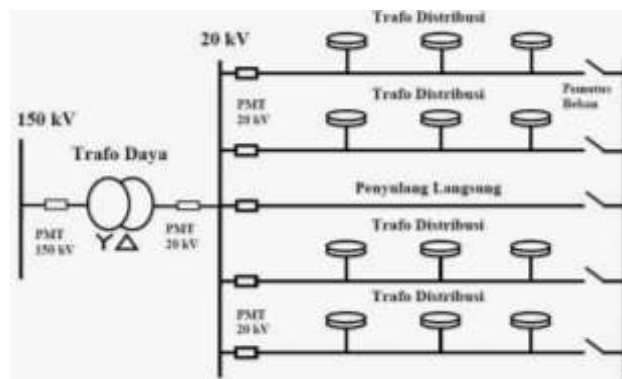 Trafo Distribusi
20 kV
PMT
20 kV
Pemutus
Beban
Trafo Distribusi
150 kV
Trafo Daya
Penyulang Langsung
PMT
150 kV
PMT
20 kV
Trafo Distribusi
Trafo Distribusi
PMT
20 kV